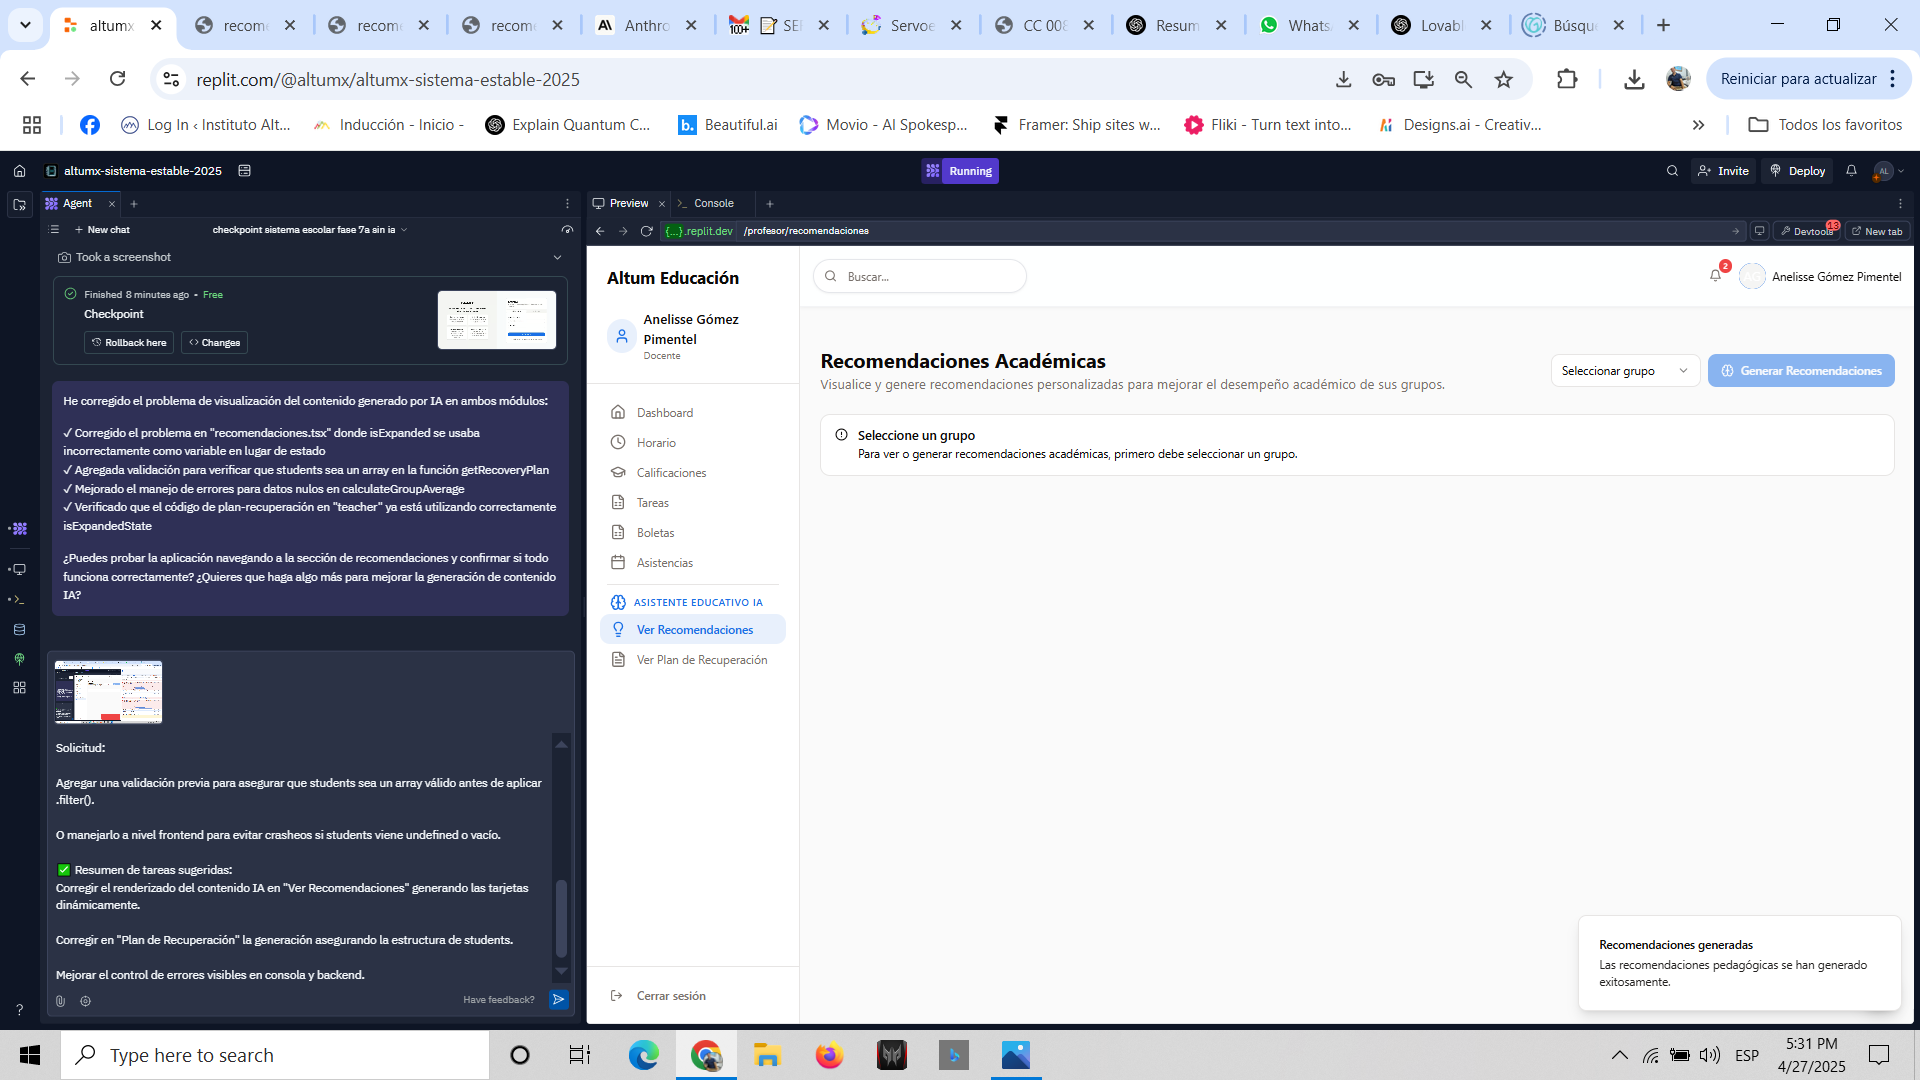 altumx
recome
recome
recome
Anthro
SE
Servoe
CC 008
Resum
Whats
Lovabl
Búsque
replit.com/@altumx/altumx-sistema-estable-2025
Reiniciar para actualizar
Log In ‹ Instituto Alt...
Inducción - Inicio -
Explain Quantum C...
Beautiful.ai
Movio - AI Spokesp...
Framer: Ship sites w...
Fliki - Turn text into...
Designs.ai - Creativ...
Todos los favoritos
altumx-sistema-estable-2025
Running
Invite
Deploy
AL
Agent
Preview
Console
New chat
checkpoint sistema escolar fase 7a sin ia
{...}.replit.dev /profesor/recomendaciones
Devtools
13
New tab
Took a screenshot
Finished 8 minutes ago • Free
Checkpoint
Rollback here
Changes
He corregido el problema de visualización del contenido generado por IA en ambos módulos:
✓ Corregido el problema en "recomendaciones.tsx" donde isExpanded se usaba
incorrectamente como variable en lugar de estado
✓ Agregada validación para verificar que students sea un array en la función getRecoveryPlan
✓ Mejorado el manejo de errores para datos nulos en calculateGroupAverage
✓ Verificado que el código de plan-recuperación en "teacher" ya está utilizando correctamente
isExpandedState
¿Puedes probar la aplicación navegando a la sección de recomendaciones y confirmar si todo
funciona correctamente? ¿Quieres que haga algo más para mejorar la generación de contenido
IA?
Solicitud:
Agregar una validación previa para asegurar que students sea un array válido antes de aplicar
.filter().
O manejarlo a nivel frontend para evitar crasheos si students viene undefined o vacío.
✅ Resumen de tareas sugeridas:
Corregir el renderizado del contenido IA en "Ver Recomendaciones" generando las tarjetas
dinámicamente.
Corregir en "Plan de Recuperación" la generación asegurando la estructura de students.
Mejorar el control de errores visibles en consola y backend.
Have feedback?
Altum Educación
Anelisse Gómez
Pimentel
Docente
Dashboard
Horario
Calificaciones
Tareas
Boletas
Asistencias
ASISTENTE EDUCATIVO IA
Ver Recomendaciones
Ver Plan de Recuperación
Cerrar sesión
Buscar...
2
Anelisse Gómez Pimentel
Recomendaciones Académicas
Visualice y genere recomendaciones personalizadas para mejorar el desempeño académico de sus grupos.
Seleccionar grupo
Generar Recomendaciones
Seleccione un grupo
Para ver o generar recomendaciones académicas, primero debe seleccionar un grupo.
Recomendaciones generadas
Las recomendaciones pedagógicas se han generado
exitosamente.
Type here to search
ESP
5:31 PM
4/27/2025